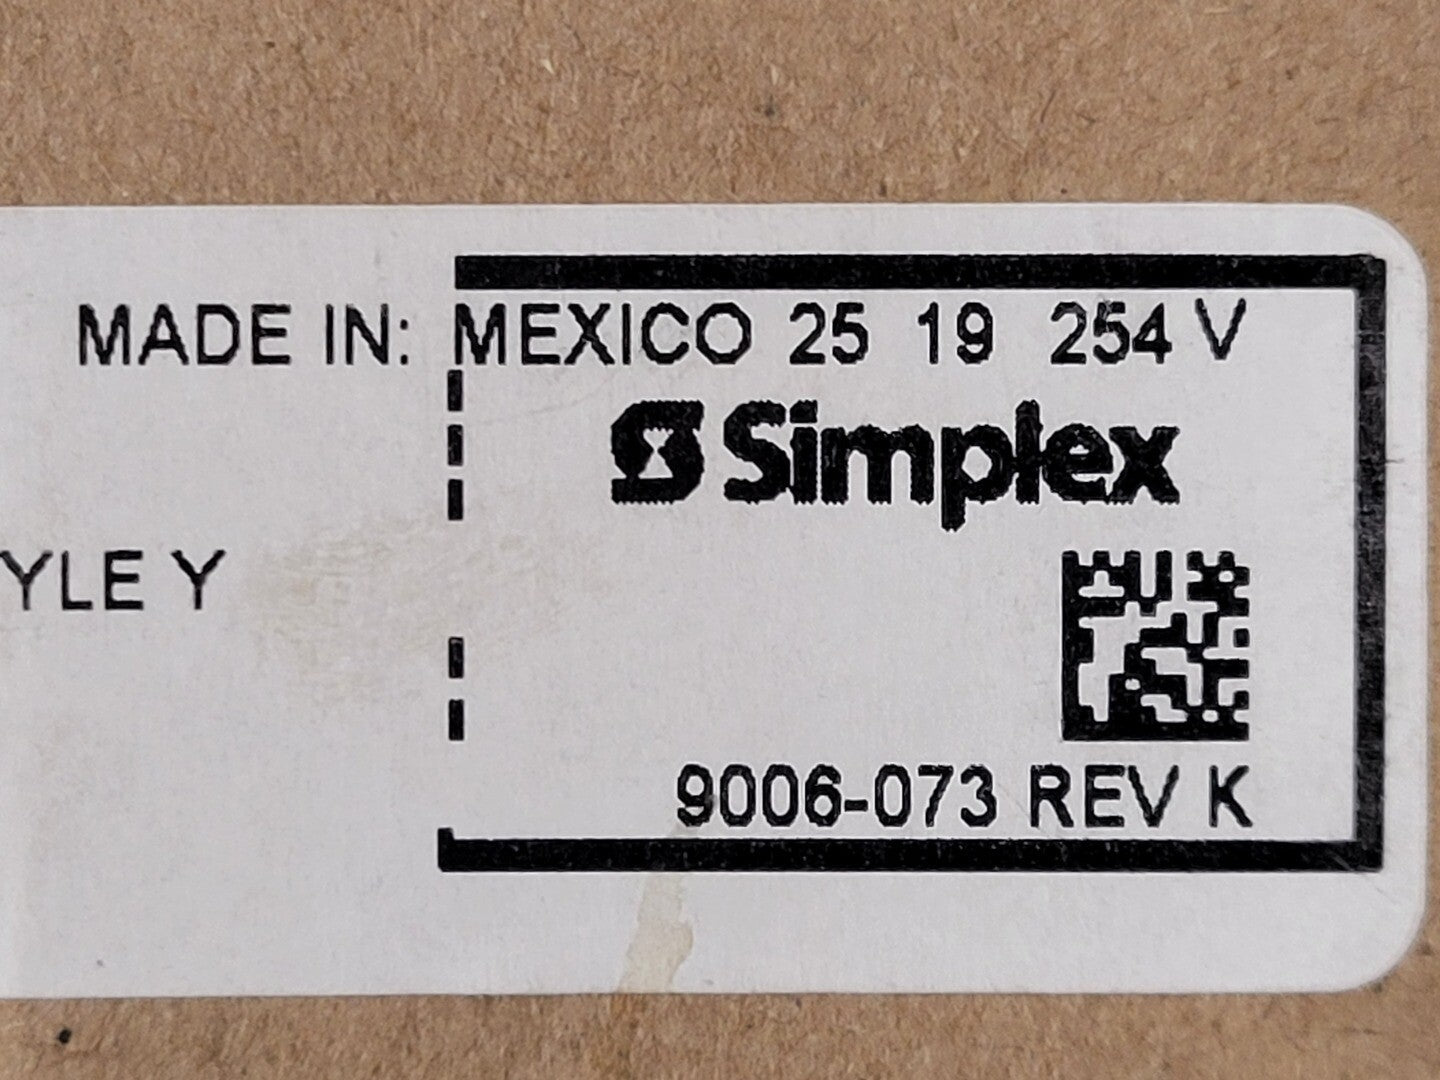 MADE IN: MEXICO 25 19 254 V
Simplex
YLE Y
9006-073 REV K